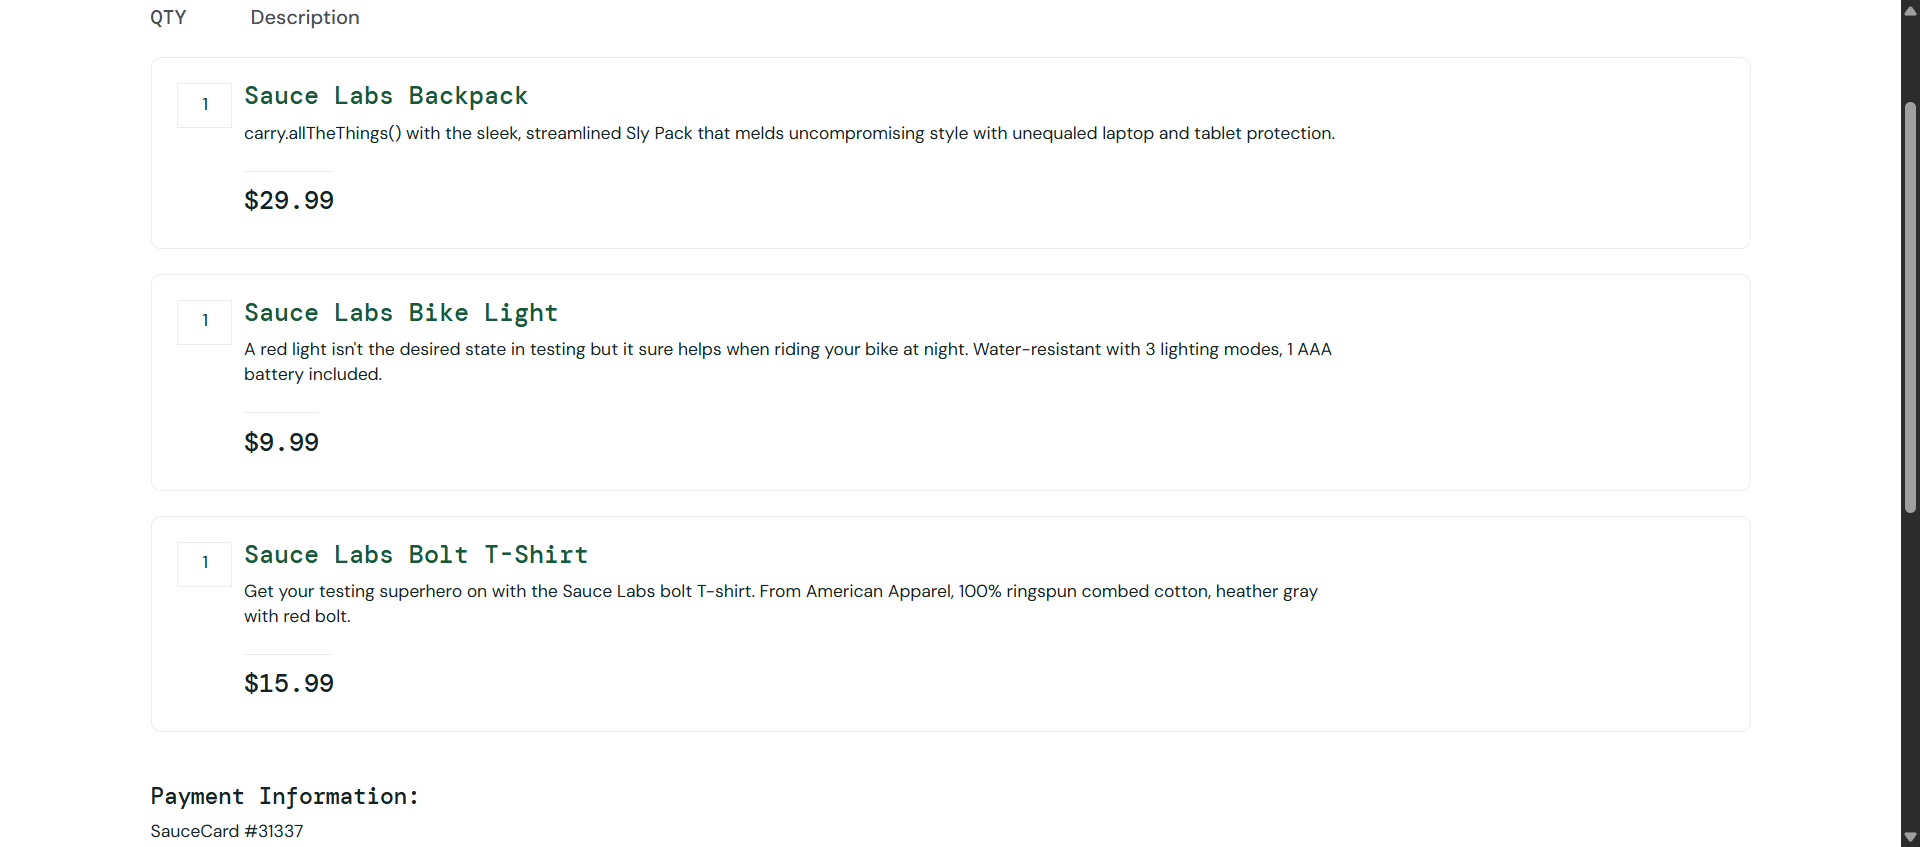 QTY Description
1 Sauce Labs Backpack
carry.allTheThings() with the sleek, streamlined Sly Pack that melds uncompromising style with unequaled laptop and tablet protection.
$29.99
1 Sauce Labs Bike Light
A red light isn't the desired state in testing but it sure helps when riding your bike at night. Water-resistant with 3 lighting modes, 1 AAA
battery included.
$9.99
1 Sauce Labs Bolt T-Shirt
Get your testing superhero on with the Sauce Labs bolt T-shirt. From American Apparel, 100% ringspun combed cotton, heather gray
with red bolt.
$15.99
Payment Information:
SauceCard #31337